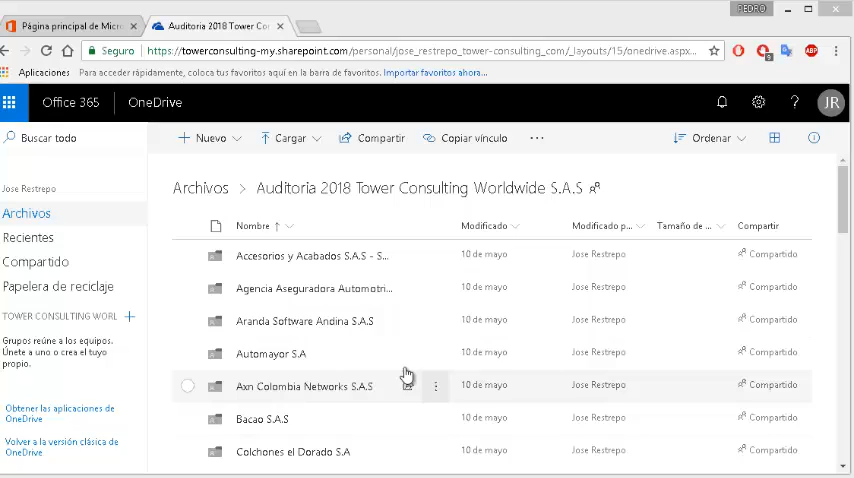 PEDRO
Página principal de Micros
Auditoria 2018 Tower Co
Seguro
https://towerconsulting-my.sharepoint.com/personal/jose_restrepo_tower-consulting_com/_layouts/15/onedrive.aspx...
Aplicaciones
Para acceder rápidamente, coloca tus favoritos aquí en la barra de favoritos. Importar favoritos ahora...
Office 365
OneDrive
JR
Buscar todo
Nuevo
Cargar
Compartir
Copiar vínculo
Ordenar
Jose Restrepo
Archivos
Recientes
Compartido
Papelera de reciclaje
TOWER CONSULTING WORL
Grupos reúne a los equipos.
Únete a uno o crea el tuyo
propio.
Obtener las aplicaciones de
OneDrive
Volver a la versión clásica de
OneDrive
Archivos > Auditoria 2018 Tower Consulting Worldwide S.A.S
Nombre Modificado Modificado p... Tamaño de ... Compartir
Accesorios y Acabados S.A.S - S... 10 de mayo Jose Restrepo Compartido
Agencia Aseguradora Automotri... 10 de mayo Jose Restrepo Compartido
Aranda Software Andina S.A.S 10 de mayo Jose Restrepo Compartido
Automayor S.A 10 de mayo Jose Restrepo Compartido
Axn Colombia Networks S.A.S 10 de mayo Jose Restrepo Compartido
Bacao S.A.S 10 de mayo Jose Restrepo Compartido
Colchones el Dorado S.A 10 de mayo Jose Restrepo Compartido